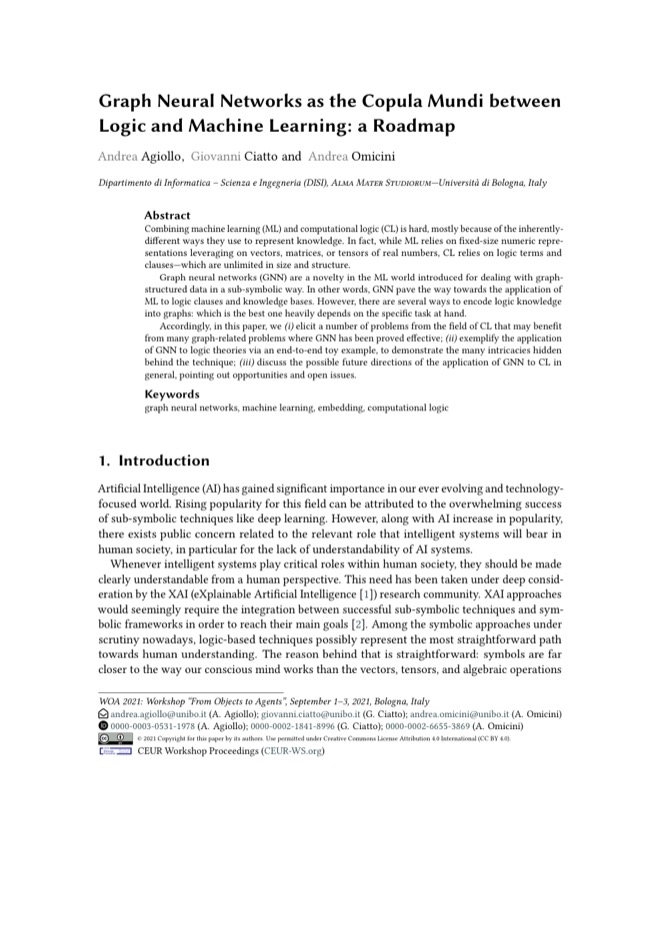 Graph Neural Networks as the Copula Mundi between
Logic and Machine Learning: a Roadmap
Andrea Agiollo, Giovanni Ciatto and Andrea Omicini
Dipartimento di Informatica – Scienza e Ingegneria (DISI), Alma Mater Studiorum—Università di Bologna, Italy
Abstract
Combining machine learning (ML) and computational logic (CL) is hard, mostly because of the inherently-
different ways they use to represent knowledge. In fact, while ML relies on fixed-size numeric repre-
sentations leveraging on vectors, matrices, or tensors of real numbers, CL relies on logic terms and
clauses—which are unlimited in size and structure.
Graph neural networks (GNN) are a novelty in the ML world introduced for dealing with graph-
structured data in a sub-symbolic way. In other words, GNN pave the way towards the application of
ML to logic clauses and knowledge bases. However, there are several ways to encode logic knowledge
into graphs: which is the best one heavily depends on the specific task at hand.
Accordingly, in this paper, we (i) elicit a number of problems from the field of CL that may benefit
from many graph-related problems where GNN has been proved effective; (ii) exemplify the application
of GNN to logic theories via an end-to-end toy example, to demonstrate the many intricacies hidden
behind the technique; (iii) discuss the possible future directions of the application of GNN to CL in
general, pointing out opportunities and open issues.
Keywords
graph neural networks, machine learning, embedding, computational logic
1. Introduction
Artificial Intelligence (AI) has gained significant importance in our ever evolving and technology-
focused world. Rising popularity for this field can be attributed to the overwhelming success
of sub-symbolic techniques like deep learning. However, along with AI increase in popularity,
there exists public concern related to the relevant role that intelligent systems will bear in
human society, in particular for the lack of understandability of AI systems.
Whenever intelligent systems play critical roles within human society, they should be made
clearly understandable from a human perspective. This need has been taken under deep consid-
eration by the XAI (eXplainable Artificial Intelligence [1]) research community. XAI approaches
would seemingly require the integration between successful sub-symbolic techniques and sym-
bolic frameworks in order to reach their main goals [2]. Among the symbolic approaches under
scrutiny nowadays, logic-based techniques possibly represent the most straightforward path
towards human understanding. The reason behind that is straightforward: symbols are far
closer to the way our conscious mind works than the vectors, tensors, and algebraic operations
WOA 2021: Workshop "From Objects to Agents", September 1–3, 2021, Bologna, Italy
andrea.agiollo@unibo.it (A. Agiollo); giovanni.ciatto@unibo.it (G. Ciatto); andrea.omicini@unibo.it (A. Omicini)
0000-0003-0531-1978 (A. Agiollo); 0000-0002-1841-8996 (G. Ciatto); 0000-0002-6655-3869 (A. Omicini)
© 2021 Copyright for this paper by its authors. Use permitted under Creative Commons License Attribution 4.0 International (CC BY 4.0).
CEUR Workshop Proceedings (CEUR-WS.org)